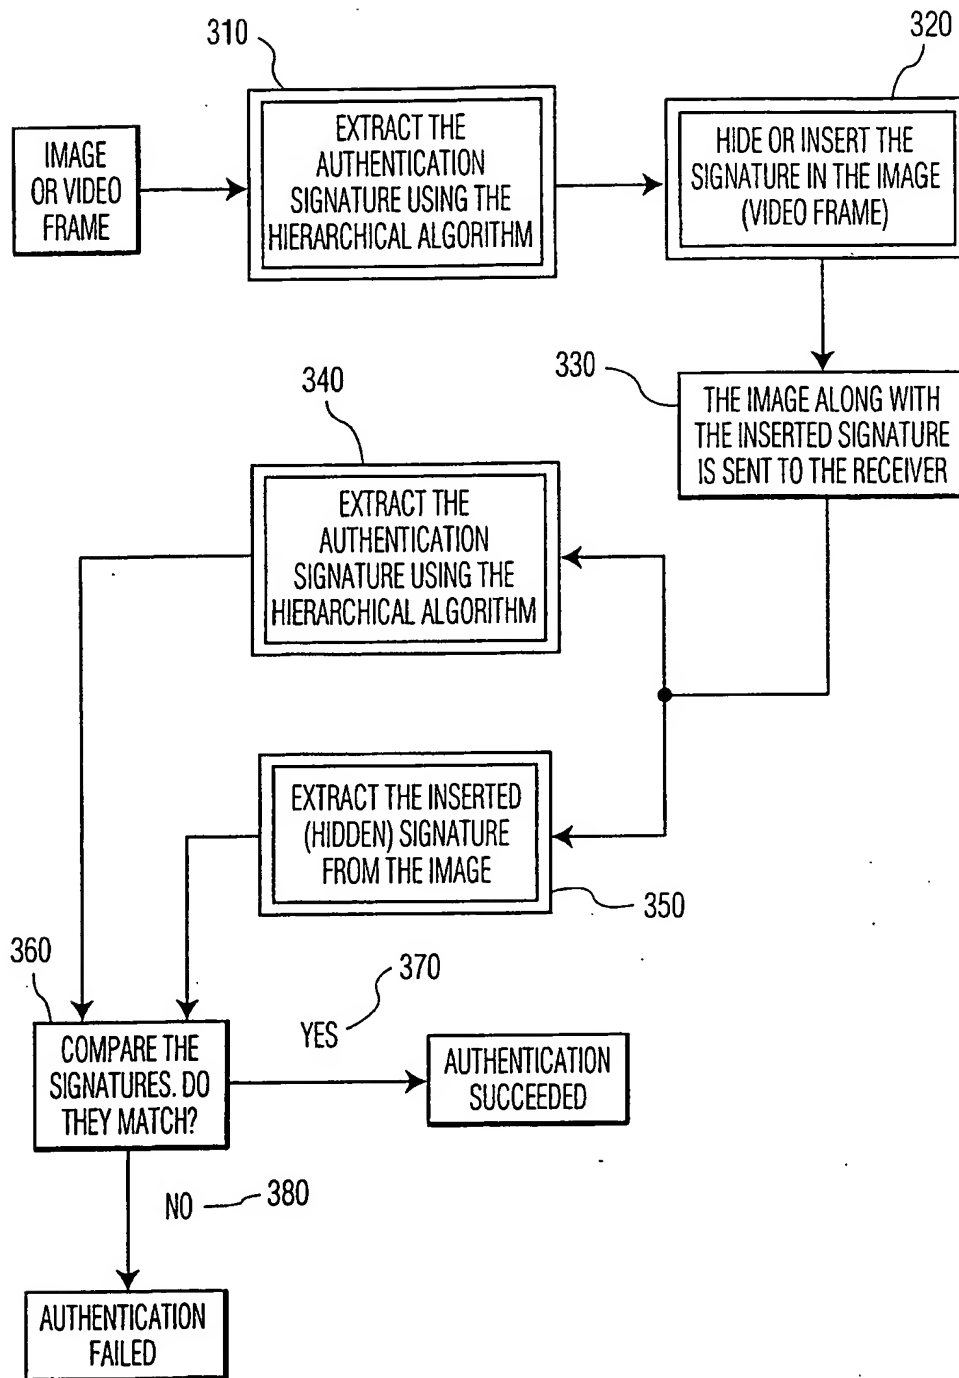 310
320
IMAGE
OR VIDEO
FRAME
EXTRACT THE
AUTHENTICATION
SIGNATURE USING THE
HIERARCHICAL ALGORITHM
HIDE OR INSERT THE
SIGNATURE IN THE IMAGE
(VIDEO FRAME)
330
THE IMAGE ALONG WITH
THE INSERTED SIGNATURE
IS SENT TO THE RECEIVER
340
EXTRACT THE
AUTHENTICATION
SIGNATURE USING THE
HIERARCHICAL ALGORITHM
EXTRACT THE INSERTED
(HIDDEN) SIGNATURE
FROM THE IMAGE
350
360
COMPARE THE
SIGNATURES. DO
THEY MATCH?
370
YES
AUTHENTICATION
SUCCEEDED
NO
380
AUTHENTICATION
FAILED